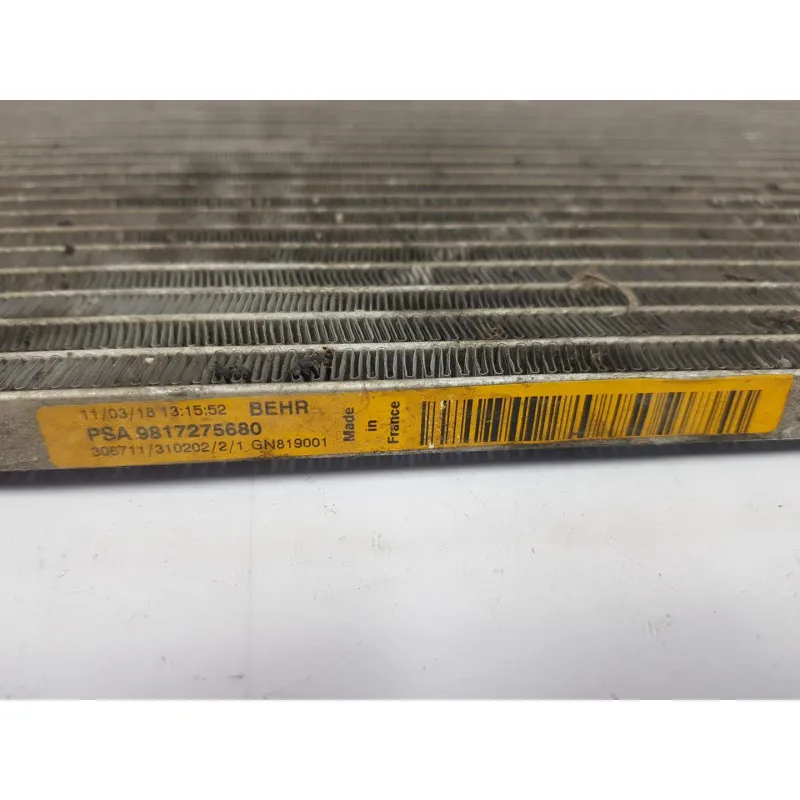 11/03/18 13:15:52 BEHR
PSA 9817275680
306711/310202/2/1 GN819001
Made
in
France